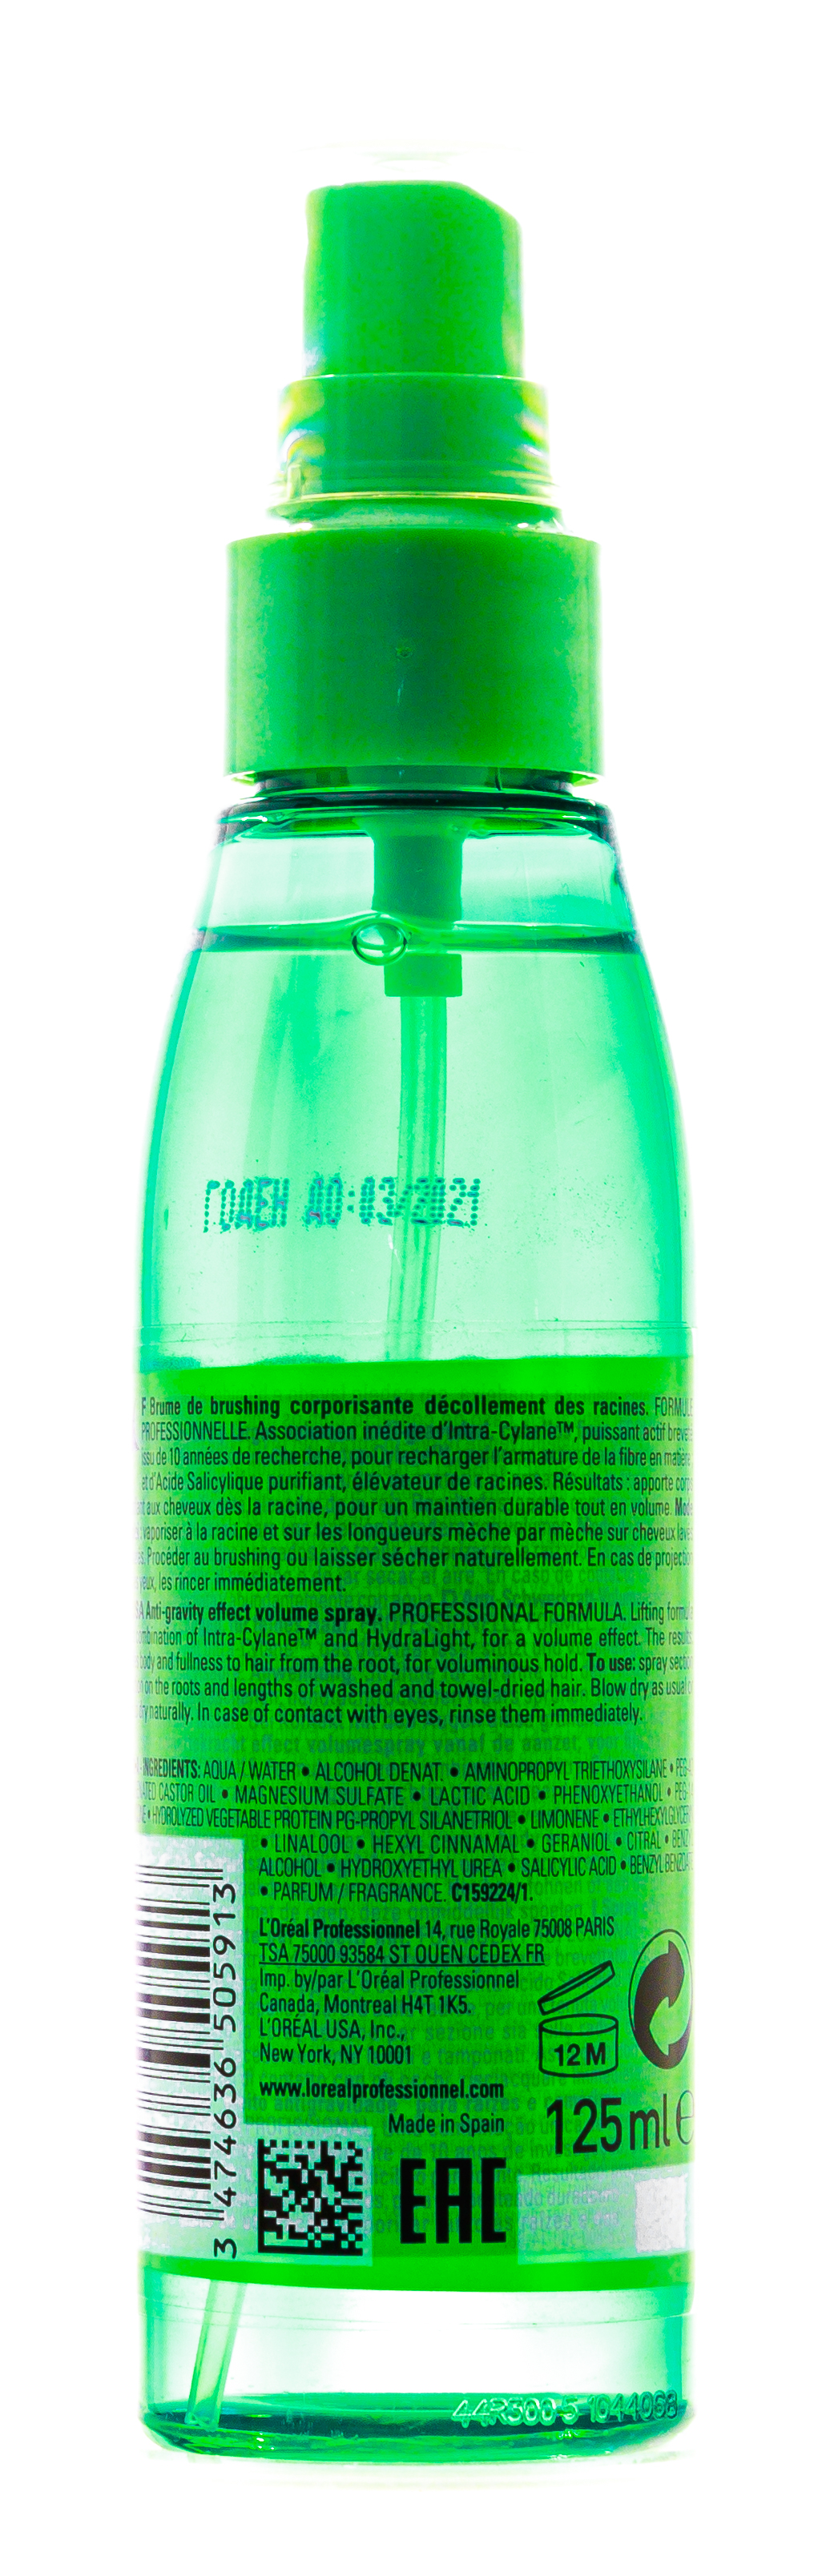 ГОДЕН ДО:03/2021
F Brume de brushing corporisante décollement des racines. FORMULE
PROFESSIONNELLE. Association inédite d'Intra-Cylane™, puissant actif
issu de 10 années de recherche, pour recharger l'armature de la fibre en matière
et d'Acide Salicylique purifiant, élévateur de racines. Résultats : apporte
aux cheveux dès la racine, pour un maintien durable tout en volume.
vaporiser à la racine et sur les longueurs mèche par mèche sur cheveux
Procéder au brushing ou laisser sécher naturellement. En cas de
yeux, les rincer immédiatement.
Anti-gravity effect volume spray. PROFESSIONAL FORMULA. Lifting
of Intra-Cylane™ and HydraLight, for a volume effect. The
body and fullness to hair from the root, for voluminous hold. To use: spray
on the roots and lengths of washed and towel-dried hair. Blow dry as usual
dry naturally. In case of contact with eyes, rinse them immediately.
INGREDIENTS: AQUA / WATER • ALCOHOL DENAT. • AMINOPROPYL TRIETHOXYSILANE •
CASTOR OIL • MAGNESIUM SULFATE • LACTIC ACID • PHENOXYETHANOL •
• HYDROLYZED VEGETABLE PROTEIN PG-PROPYL SILANETRIOL • LIMONENE •
• LINALOOL • HEXYL CINNAMAL • GERANIOL • CITRAL •
ALCOHOL • HYDROXYETHYL UREA • SALICYLIC ACID •
• PARFUM / FRAGRANCE. C159224/1.
L'Oréal Professionnel 14, rue Royale 75008 PARIS
TSA 75000 93584 ST OUEN CEDEX FR
Imp. by/par L'Oréal Professionnel
Canada, Montreal H4T 1K5.
L'ORÉAL USA, Inc.,
New York, NY 10001
www.lorealprofessionnel.com
Made in Spain
12 M
125 ml e
EAC
3 474636 505913
44R300-5 1044068